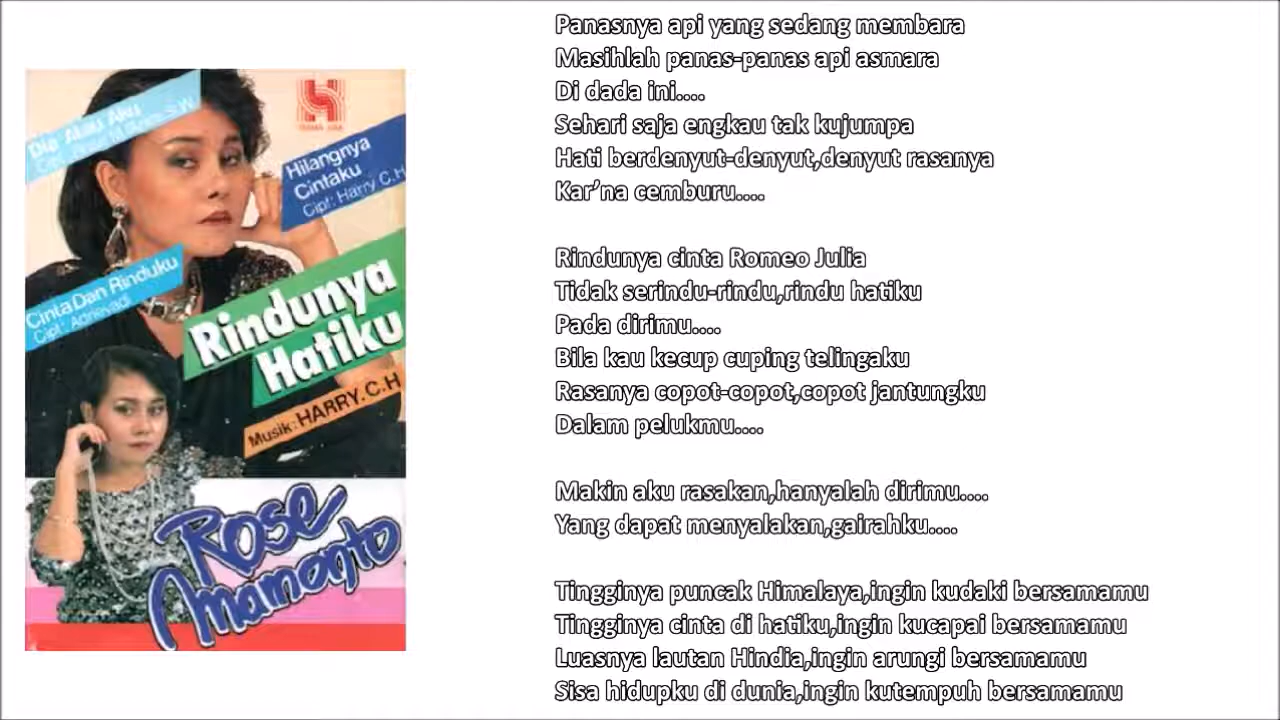 Dia Atau Aku
Hilangnya
Cintaku
Cipt: Harry C.H
Cinta Dan Rinduku
Cipt: Adriewadi
Rindunya
Hatiku
Musik: HARRY. C.H
Rose
Mamonto
Panasnya api yang sedang membara
Masihlah panas-panas api asmara
Di dada ini....
Sehari saja engkau tak kujumpa
Hati berdenyut-denyut,denyut rasanya
Kar’na cemburu....
Rindunya cinta Romeo Julia
Tidak serindu-rindu,rindu hatiku
Pada dirimu....
Bila kau kecup cuping telingaku
Rasanya copot-copot,copot jantungku
Dalam pelukmu....
Makin aku rasakan,hanyalah dirimu....
Yang dapat menyalakan,gairahku....
Tingginya puncak Himalaya,ingin kudaki bersamamu
Tingginya cinta di hatiku,ingin kucapai bersamamu
Luasnya lautan Hindia,ingin arungi bersamamu
Sisa hidupku di dunia,ingin kutempuh bersamamu